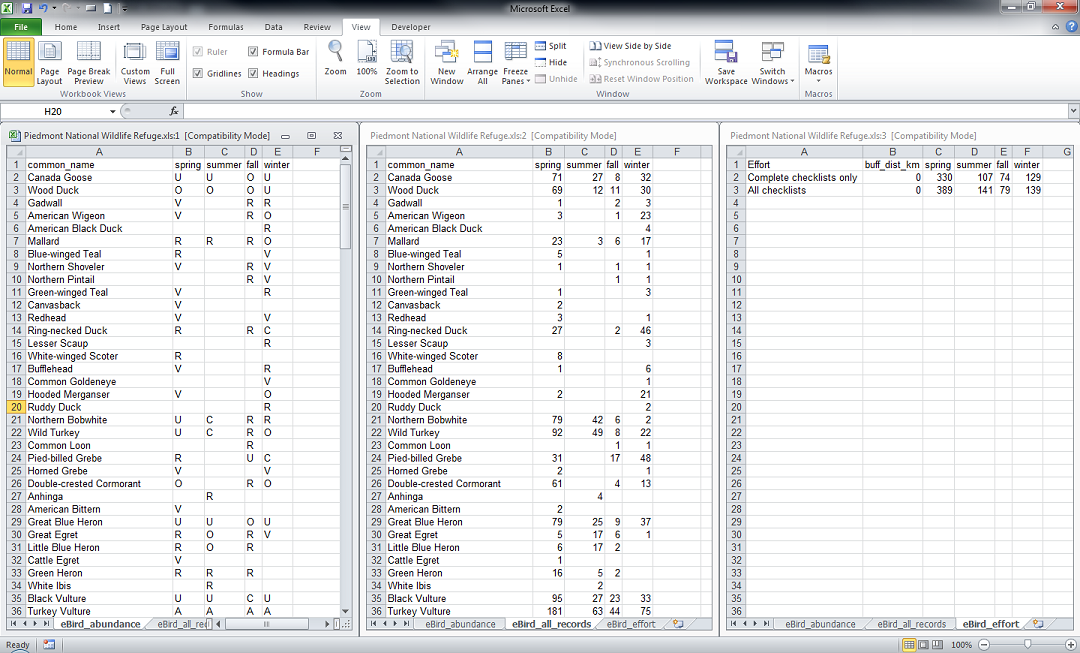 Microsoft Excel
File Home Insert Page Layout Formulas Data Review View Developer
Normal Page Layout Page Break Preview Custom Views Full Screen
Workbook Views
Ruler Formula Bar
Gridlines Headings
Show
Zoom 100% Zoom to Selection
Zoom
New Window Arrange All Freeze Panes
Split
Hide
Unhide
View Side by Side
Synchronous Scrolling
Reset Window Position
Save Workspace Switch Windows
Window
Macros
Macros
H20 fx
Piedmont National Wildlife Refuge.xls:1 [Compatibility Mode]
A B C D E F
1 common_name spring summer fall winter
2 Canada Goose U U O U
3 Wood Duck O O O U
4 Gadwall V R R
5 American Wigeon V R O
6 American Black Duck R
7 Mallard R R R O
8 Blue-winged Teal R V
9 Northern Shoveler V R V
10 Northern Pintail R V
11 Green-winged Teal V R
12 Canvasback V
13 Redhead V V
14 Ring-necked Duck R R C
15 Lesser Scaup R
16 White-winged Scoter R
17 Bufflehead V R
18 Common Goldeneye V
19 Hooded Merganser V O
20 Ruddy Duck R
21 Northern Bobwhite U C R R
22 Wild Turkey U C R O
23 Common Loon R
24 Pied-billed Grebe R U C
25 Horned Grebe V V
26 Double-crested Cormorant O R O
27 Anhinga R
28 American Bittern V
29 Great Blue Heron U U O U
30 Great Egret R O R V
31 Little Blue Heron R O R
32 Cattle Egret V
33 Green Heron R R R
34 White Ibis R
35 Black Vulture U U C U
36 Turkey Vulture A A A A
eBird_abundance eBird_all_re
Piedmont National Wildlife Refuge.xls:2 [Compatibility Mode]
A B C D E F
1 common_name spring summer fall winter
2 Canada Goose 71 27 8 32
3 Wood Duck 69 12 11 30
4 Gadwall 1 2 3
5 American Wigeon 3 1 23
6 American Black Duck 4
7 Mallard 23 3 6 17
8 Blue-winged Teal 5 1
9 Northern Shoveler 1 1 1
10 Northern Pintail 1 1
11 Green-winged Teal 1 3
12 Canvasback 2
13 Redhead 3 1
14 Ring-necked Duck 27 2 46
15 Lesser Scaup 3
16 White-winged Scoter 8
17 Bufflehead 1 6
18 Common Goldeneye 1
19 Hooded Merganser 2 21
20 Ruddy Duck 2
21 Northern Bobwhite 79 42 6 2
22 Wild Turkey 92 49 8 22
23 Common Loon 1 1
24 Pied-billed Grebe 31 17 48
25 Horned Grebe 2 1
26 Double-crested Cormorant 61 4 13
27 Anhinga 4
28 American Bittern 2
29 Great Blue Heron 79 25 9 37
30 Great Egret 5 17 6 1
31 Little Blue Heron 6 17 2
32 Cattle Egret 1
33 Green Heron 16 5 2
34 White Ibis 2
35 Black Vulture 95 27 23 33
36 Turkey Vulture 181 63 44 75
eBird_abundance eBird_all_records eBird_effort
Piedmont National Wildlife Refuge.xls:3 [Compatibility Mode]
A B C D E F G
1 Effort buff_dist_km spring summer fall winter
2 Complete checklists only 0 330 107 74 129
3 All checklists 0 389 141 79 139
4
5
6
7
8
9
10
11
12
13
14
15
16
17
18
19
20
21
22
23
24
25
26
27
28
29
30
31
32
33
34
35
36
eBird_abundance eBird_all_records eBird_effort
Ready 100%